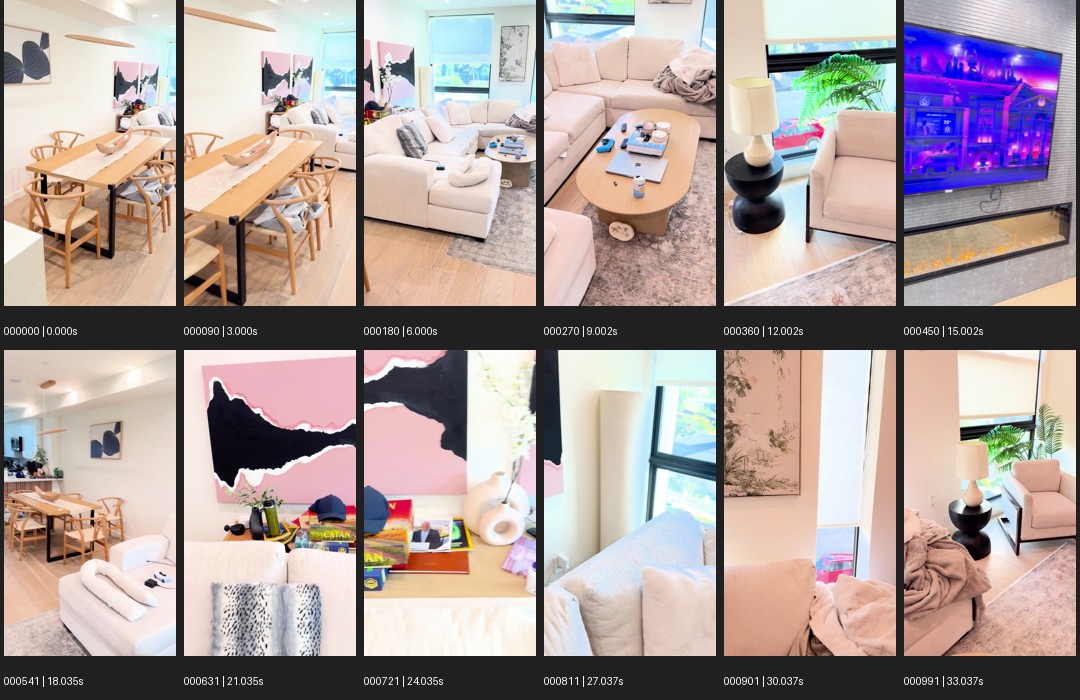 000000 | 0.000s
000090 | 3.000s
000180 | 6.000s
000270 | 9.002s
000360 | 12.002s
000450 | 15.002s
CATAN
000541 | 18.035s
000631 | 21.035s
000721 | 24.035s
000811 | 27.037s
000901 | 30.037s
000991 | 33.037s